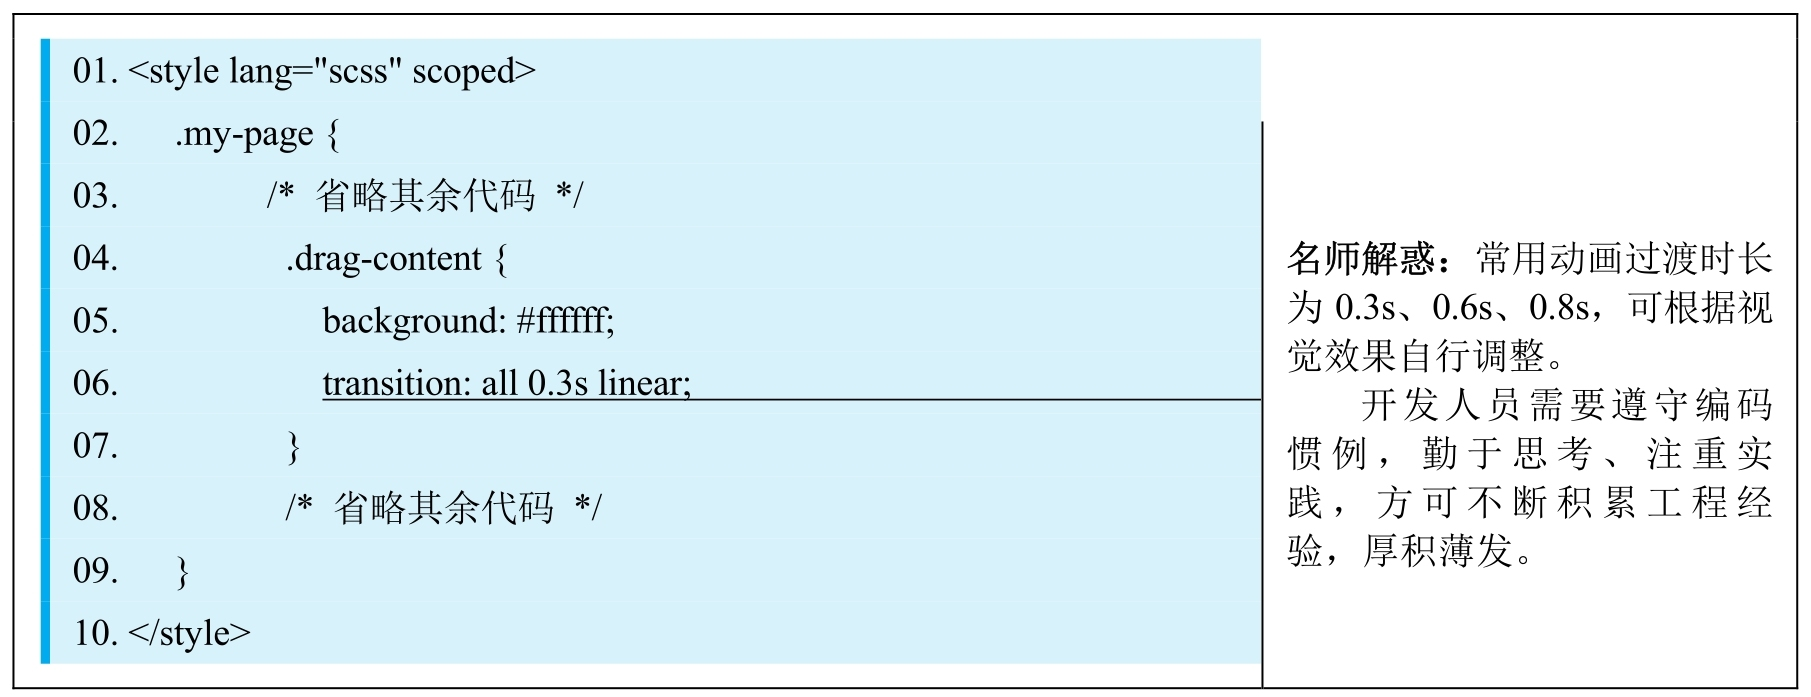 01. <style lang="scss" scoped>
02. .my-page {
03. /* 省略其余代码 */
04. .drag-content {
05. background: #ffffff;
06. transition: all 0.3s linear;
07. }
08. /* 省略其余代码 */
09. }
10. </style>
名师解惑：常用动画过渡时长
为 0.3s、0.6s、0.8s，可根据视
觉效果自行调整。
开发人员需要遵守编码
惯例，勤于思考、注重实
践，方可不断积累工程经
验，厚积薄发。